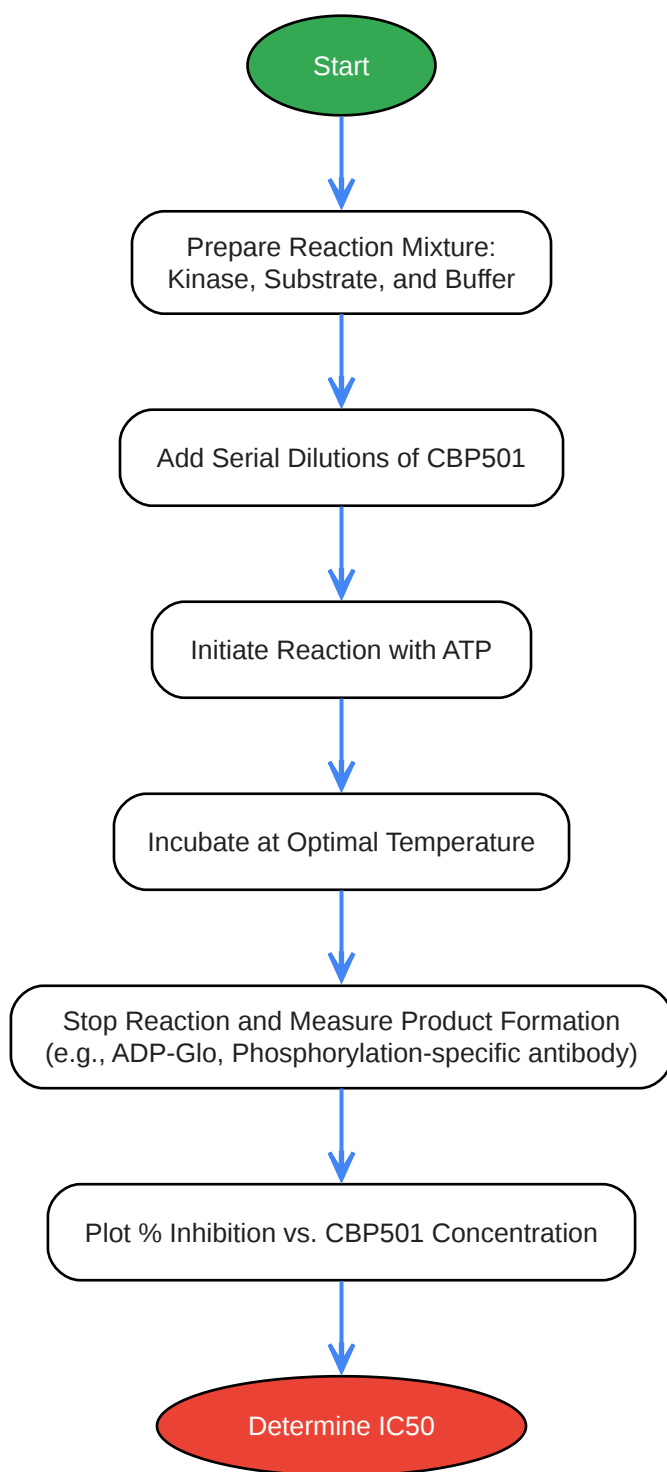 Start
Prepare Reaction Mixture:
Kinase, Substrate, and Buffer
Add Serial Dilutions of CBP501
Initiate Reaction with ATP
Incubate at Optimal Temperature
Stop Reaction and Measure Product Formation
(e.g., ADP-Glo, Phosphorylation-specific antibody)
Plot % Inhibition vs. CBP501 Concentration
Determine IC50